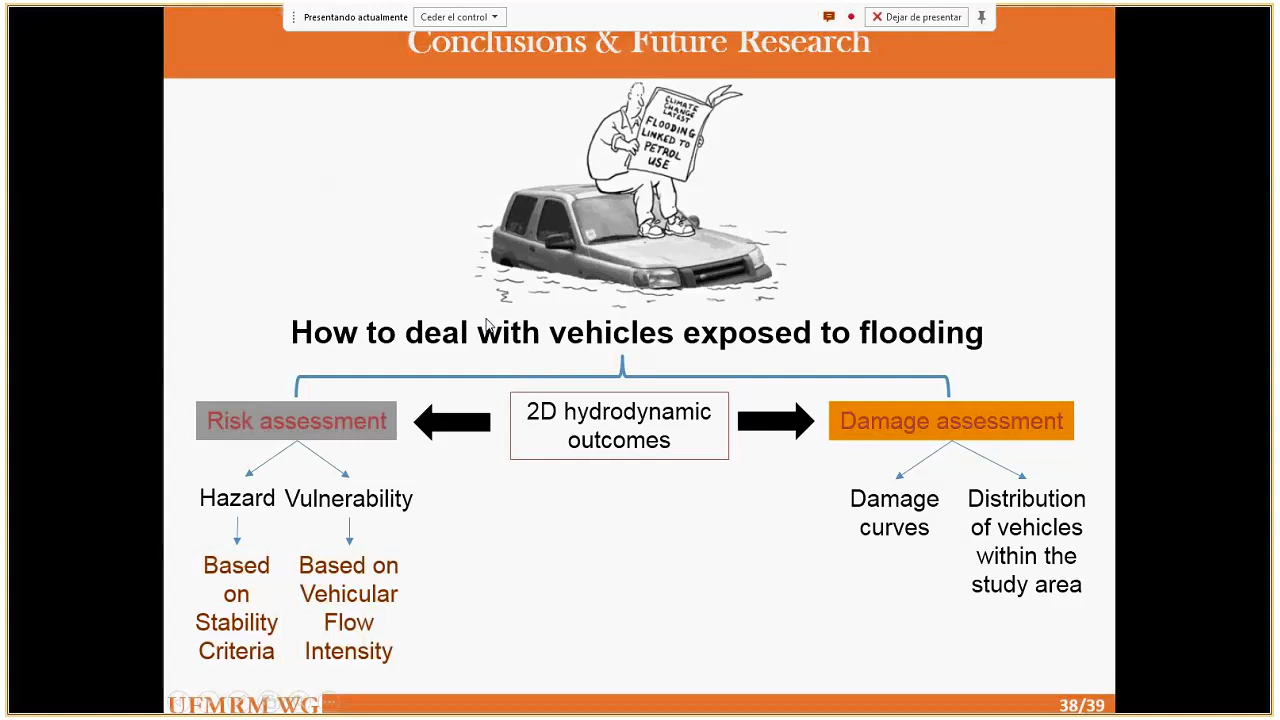 Presentando actualmente
Ceder el control
Dejar de presentar
Conclusions & Future Research
CLIMATE
CHANGE
LATEST
FLOODING
LINKED TO
PETROL
USE
How to deal with vehicles exposed to flooding
Risk assessment
2D hydrodynamic
outcomes
Damage assessment
Hazard
Vulnerability
Damage
curves
Distribution
of vehicles
within the
study area
Based
on
Stability
Criteria
Based on
Vehicular
Flow
Intensity
UFMRM WG
38/39